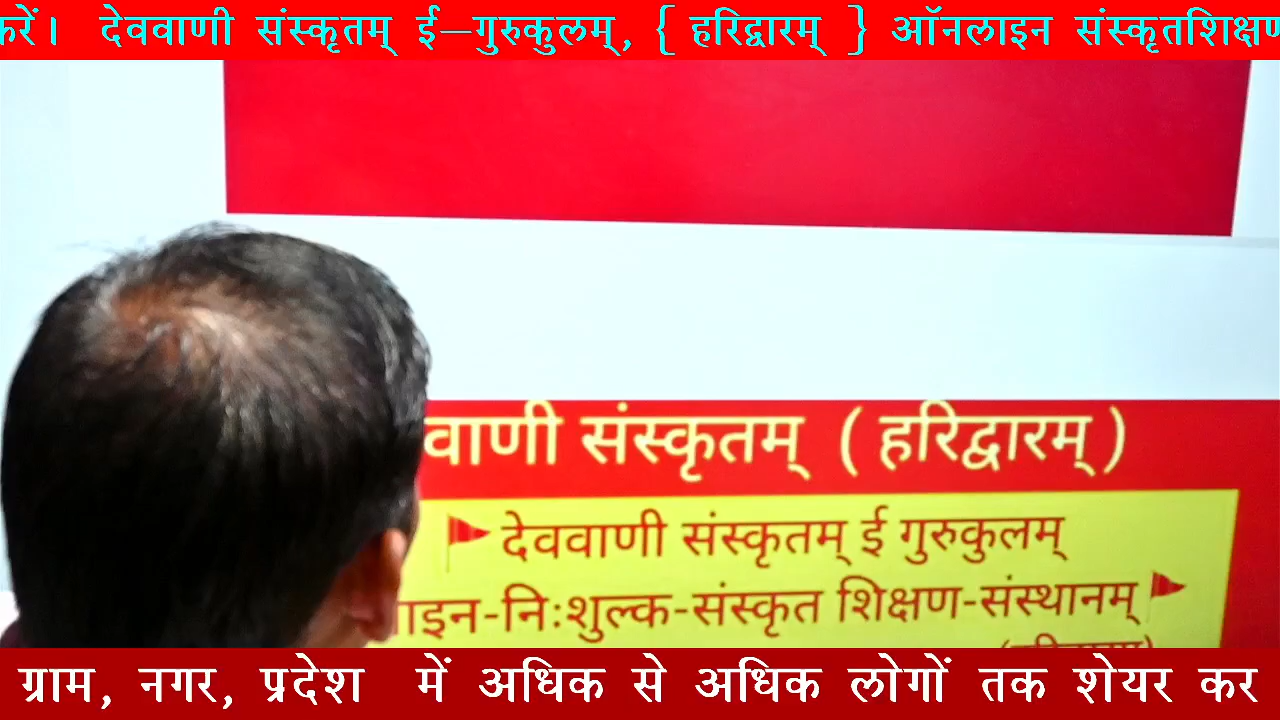 करें। देववाणी संस्कृतम् ई–गुरुकुलम्, { हरिद्वारम् } ऑनलाइन संस्कृतशिक्षण
वाणी संस्कृतम् ( हरिद्वारम् )
देववाणी संस्कृतम् ई गुरुकुलम्
इन-निःशुल्क-संस्कृत शिक्षण-संस्थानम्
ग्राम, नगर, प्रदेश में अधिक से अधिक लोगों तक शेयर कर